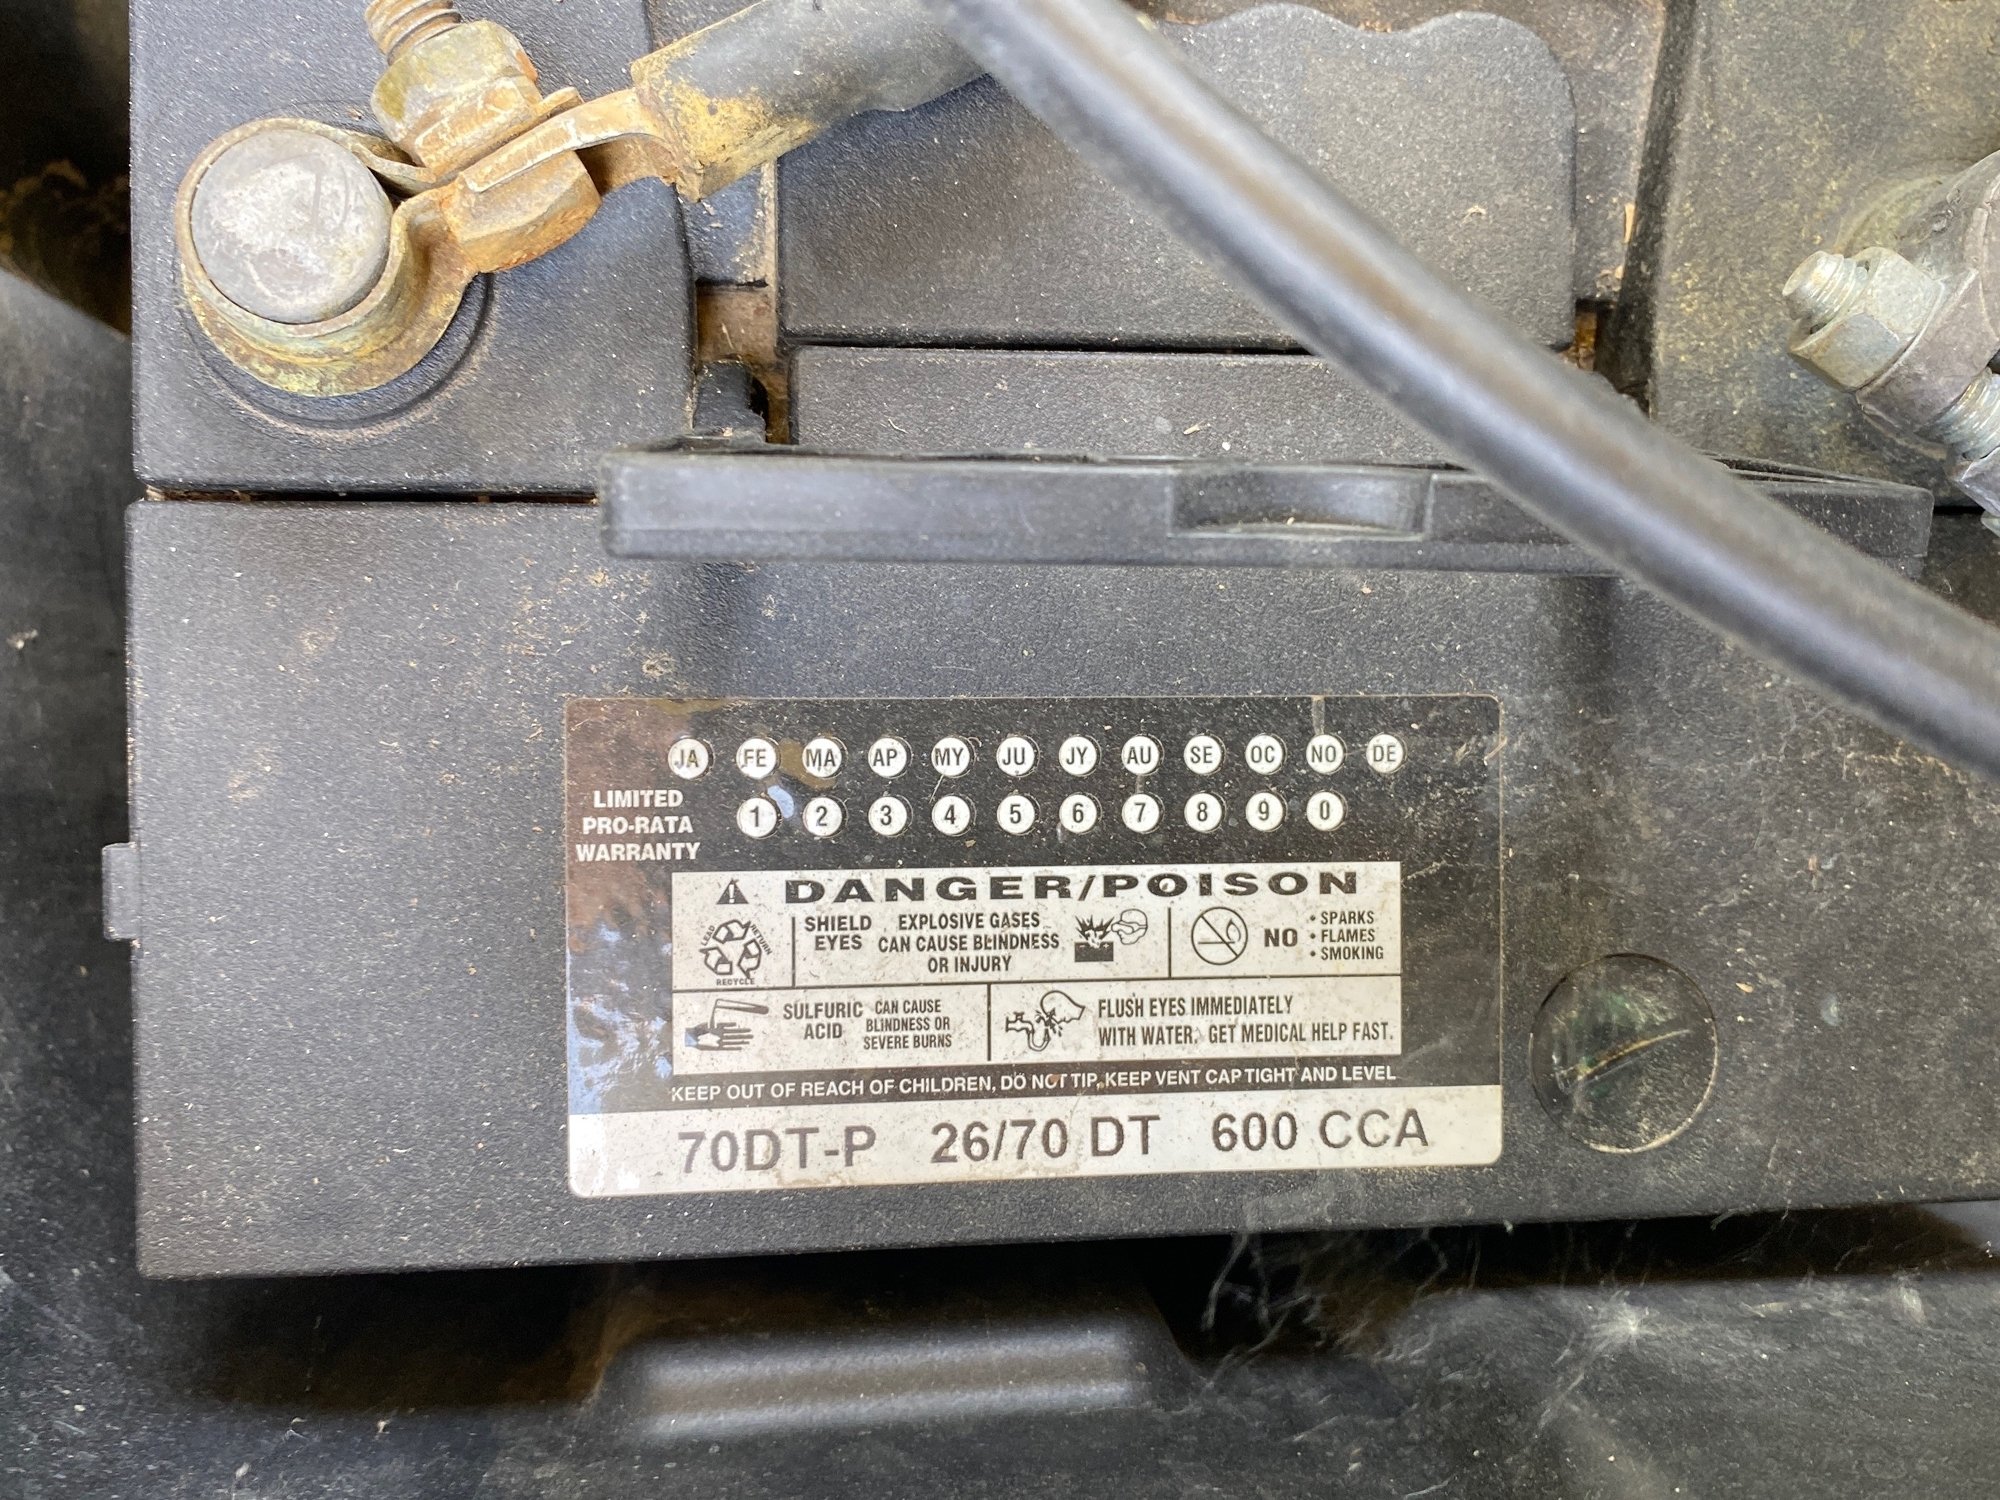 JA FE MA AP MY JU JY AU SE OC NO DE
1 2 3 4 5 6 7 8 9 0
LIMITED
PRO-RATA
WARRANTY
DANGER/POISON
LEAD RETURN
RECYCLE
SHIELD
EYES
EXPLOSIVE GASES
CAN CAUSE BLINDNESS
OR INJURY
NO
• SPARKS
• FLAMES
• SMOKING
SULFURIC
ACID
CAN CAUSE
BLINDNESS OR
SEVERE BURNS
FLUSH EYES IMMEDIATELY
WITH WATER. GET MEDICAL HELP FAST.
KEEP OUT OF REACH OF CHILDREN, DO NOT TIP, KEEP VENT CAP TIGHT AND LEVEL
70DT-P 26/70 DT 600 CCA